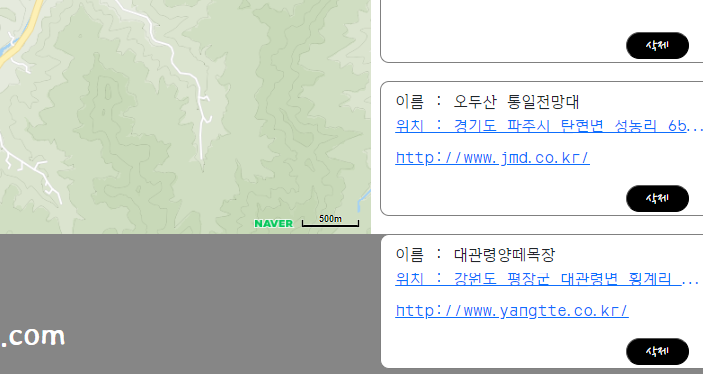 삭제
이름 : 오두산 통일전망대
위치 : 경기도 파주시 탄현면 성동리 65...
http://www.jmd.co.kr/
삭제
NAVER 500m
이름 : 대관령양떼목장
위치 : 강원도 평창군 대관령면 횡계리 ...
http://www.yangtte.co.kr/
.com
삭제